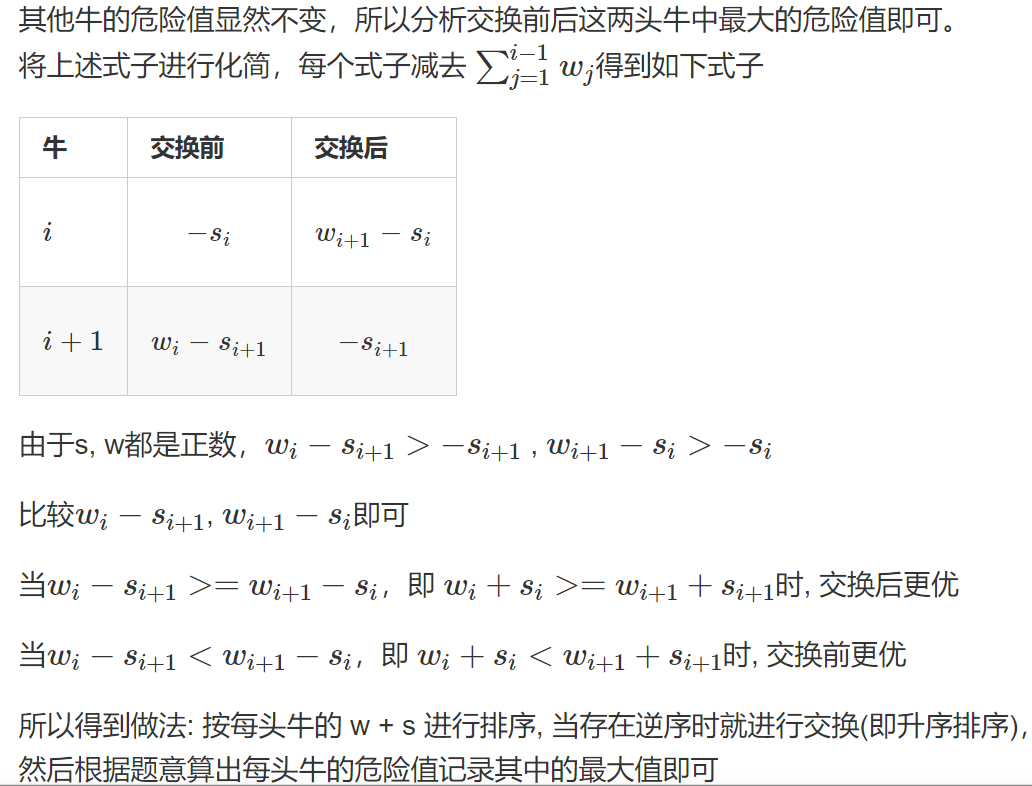 其他牛的危险值显然不变，所以分析交换前后这两头牛中最大的危险值即可。
将上述式子进行化简，每个式子减去 $\sum_{j=1}^{i-1} w_j$得到如下式子
牛 交换前 交换后
$i$ $-s_i$ $w_{i+1} - s_i$
$i + 1$ $w_i - s_{i+1}$ $-s_{i+1}$
由于s, w都是正数，$w_i - s_{i+1} > -s_{i+1}$ , $w_{i+1} - s_i > -s_i$
比较$w_i - s_{i+1}$, $w_{i+1} - s_i$即可
当$w_i - s_{i+1} >= w_{i+1} - s_i$，即 $w_i + s_i >= w_{i+1} + s_{i+1}$时, 交换后更优
当$w_i - s_{i+1} < w_{i+1} - s_i$，即 $w_i + s_i < w_{i+1} + s_{i+1}$时, 交换前更优
所以得到做法: 按每头牛的 w + s 进行排序, 当存在逆序时就进行交换(即升序排序),
然后根据题意算出每头牛的危险值记录其中的最大值即可